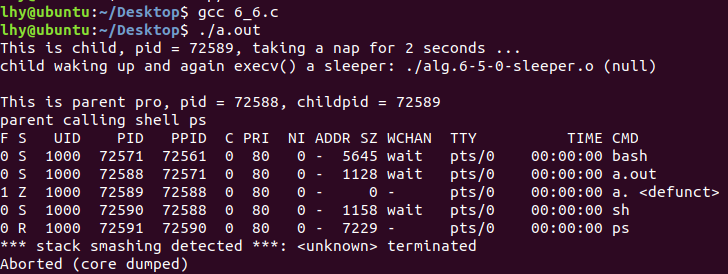 lhy@ubuntu:~/Desktop$ gcc 6_6.c
lhy@ubuntu:~/Desktop$ ./a.out
This is child, pid = 72589, taking a nap for 2 seconds ...
child waking up and again execv() a sleeper: ./alg.6-5-0-sleeper.o (null)

This is parent pro, pid = 72588, childpid = 72589
parent calling shell ps
F S   UID    PID   PPID  C PRI  NI ADDR SZ WCHAN  TTY          TIME CMD
0 S  1000  72571  72561  0  80   0 -  5645 wait   pts/0    00:00:00 bash
0 S  1000  72588  72571  0  80   0 -  1128 wait   pts/0    00:00:00 a.out
1 Z  1000  72589  72588  0  80   0 -     0 -      pts/0    00:00:00 a. <defunct>
0 S  1000  72590  72588  0  80   0 -  1158 wait   pts/0    00:00:00 sh
0 R  1000  72591  72590  0  80   0 -  7229 -      pts/0    00:00:00 ps
*** stack smashing detected ***: <unknown> terminated
Aborted (core dumped)